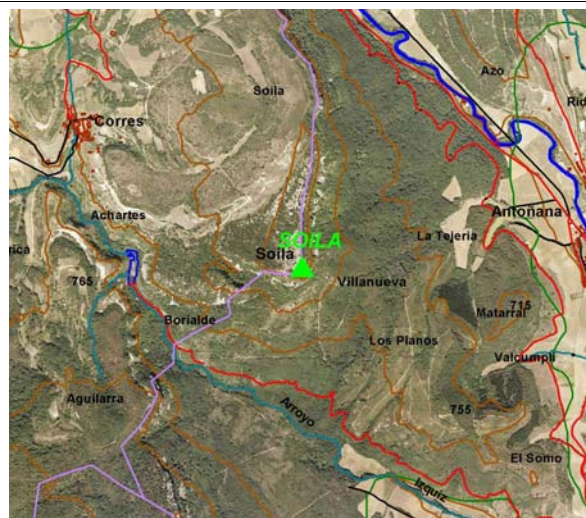 Azo
Soila
Rid
Corres
Achartes
Antoñana
La Tejería
SOILA
Soila
rica
765
Villanueva
715
Matarral
Borialde
Los Planos
Valcumpli
Aguilarra
755
Arroyo
El Somo
Izquiz